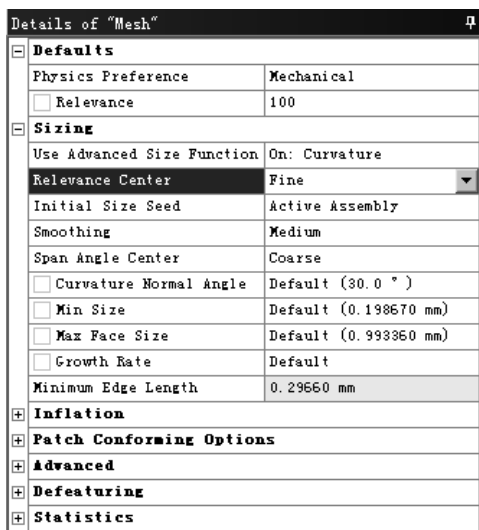 Details of "Mesh"
Defaults
Physics Preference Mechanical
Relevance 100
Sizing
Use Advanced Size Function On: Curvature
Relevance Center Fine
Initial Size Seed Active Assembly
Smoothing Medium
Span Angle Center Coarse
Curvature Normal Angle Default (30.0 °)
Min Size Default (0.198670 mm)
Max Face Size Default (0.993360 mm)
Growth Rate Default
Minimum Edge Length 0.29660 mm
Inflation
Patch Conforming Options
Advanced
Defeaturing
Statistics